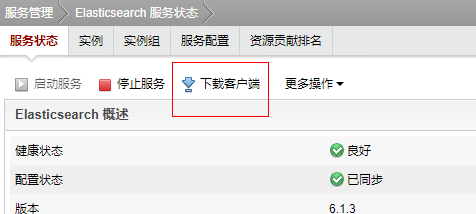 服务管理 Elasticsearch 服务状态
服务状态 实例 实例组 服务配置 资源贡献排名
启动服务 停止服务 下载客户端 更多操作
Elasticsearch 概述
健康状态 良好
配置状态 已同步
版本 6.1.3